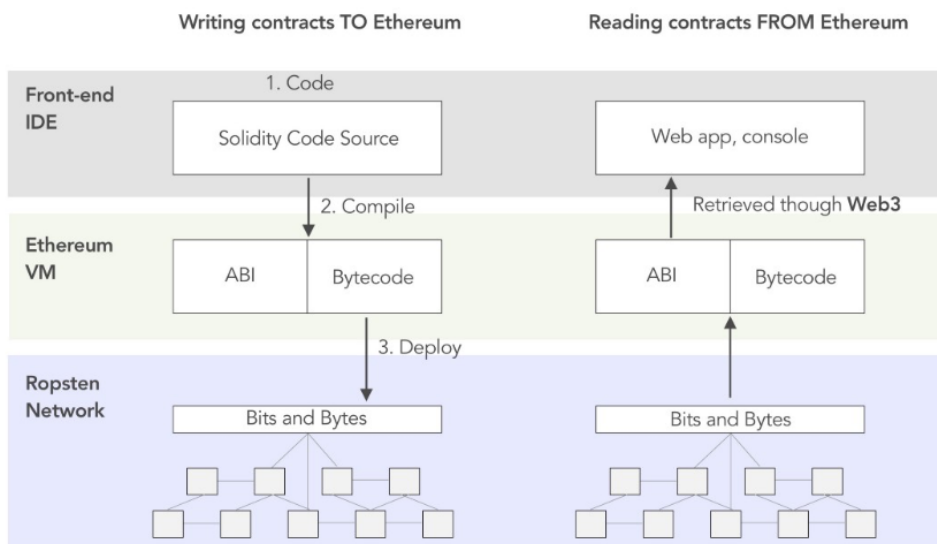 Writing contracts TO Ethereum
Reading contracts FROM Ethereum
Front-end
IDE
1. Code
Solidity Code Source
Web app, console
2. Compile
Retrieved though Web3
Ethereum
VM
ABI
Bytecode
ABI
Bytecode
3. Deploy
Ropsten
Network
Bits and Bytes
Bits and Bytes